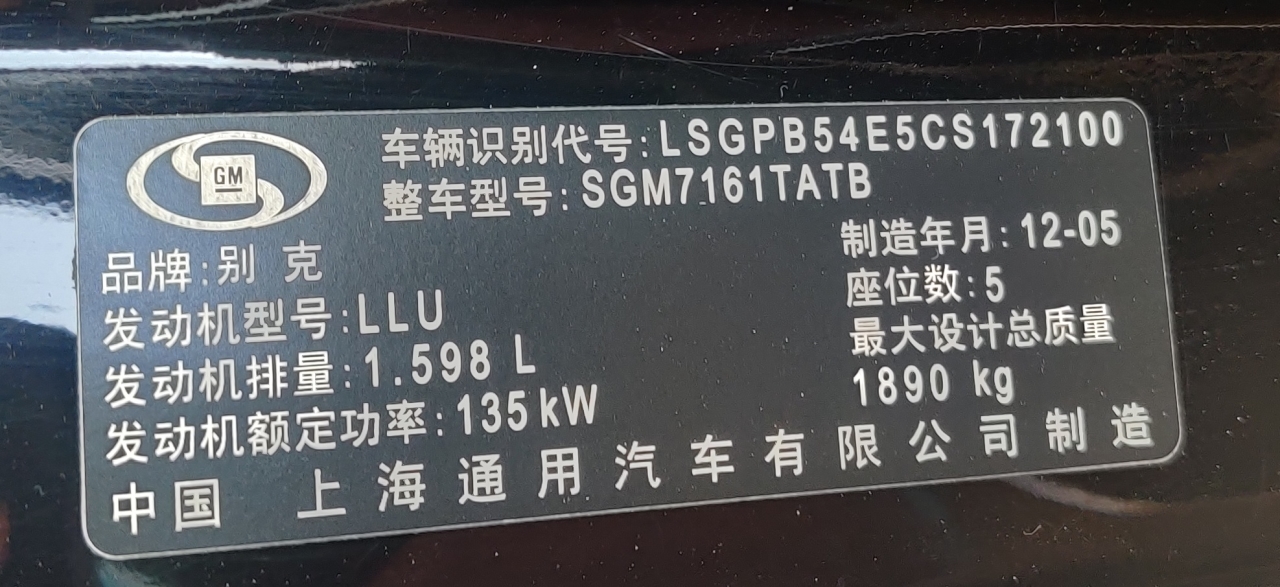 GM
车辆识别代号:LSGPB54E5CS172100
整车型号:SGM7161TATB
品牌:别 克
制造年月:12-05
发动机型号:LLU
座位数:5
发动机排量:1.598 L
最大设计总质量
1890 kg
发动机额定功率:135kW
中国 上海通用汽车有限公司制造